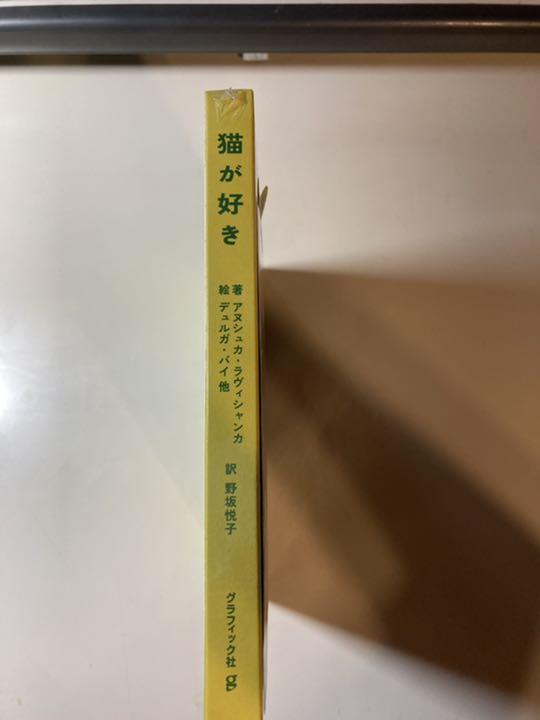 猫が好き
著 アヌシュカ・ラヴィシャンカ
絵 デュルガ・バイ 他
訳 野坂悦子
グラフィック社 g